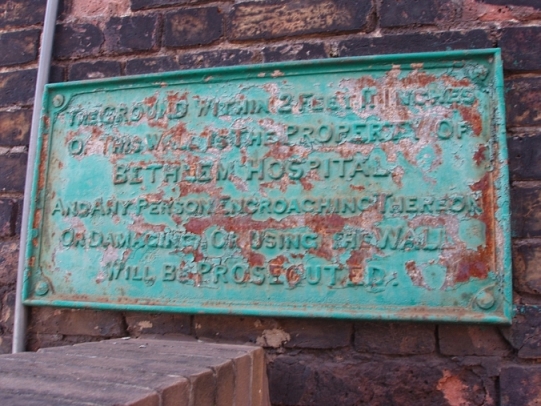 THE GROUND WITHIN 2 FEET 11 INCHES
OF THIS WALL IS THE PROPERTY OF
BETHLEM HOSPITAL
AND ANY PERSON ENCROACHING THEREON
OR DAMAGING OR USING THE WALL
WILL BE PROSECUTED.